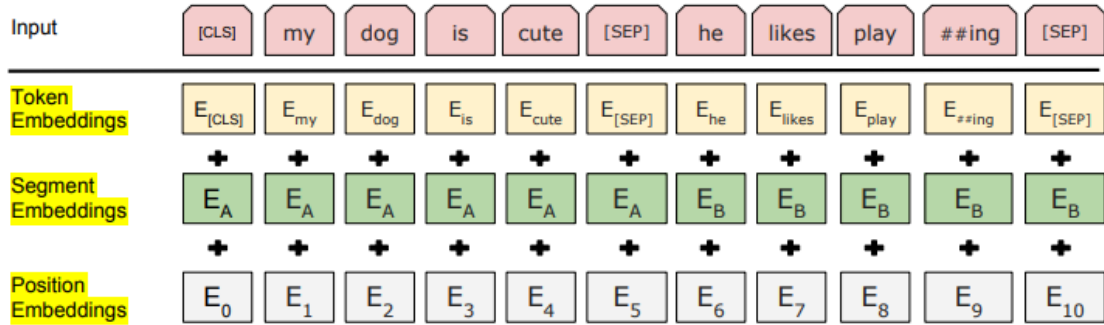 Input [CLS] my dog is cute [SEP] he likes play ##ing [SEP]
Token
Embeddings E[CLS] Emy Edog Eis Ecute E[SEP] Ehe Elikes Eplay E##ing E[SEP]
+ + + + + + + + + + +
Segment
Embeddings EA EA EA EA EA EA EB EB EB EB EB
+ + + + + + + + + + +
Position
Embeddings E0 E1 E2 E3 E4 E5 E6 E7 E8 E9 E10